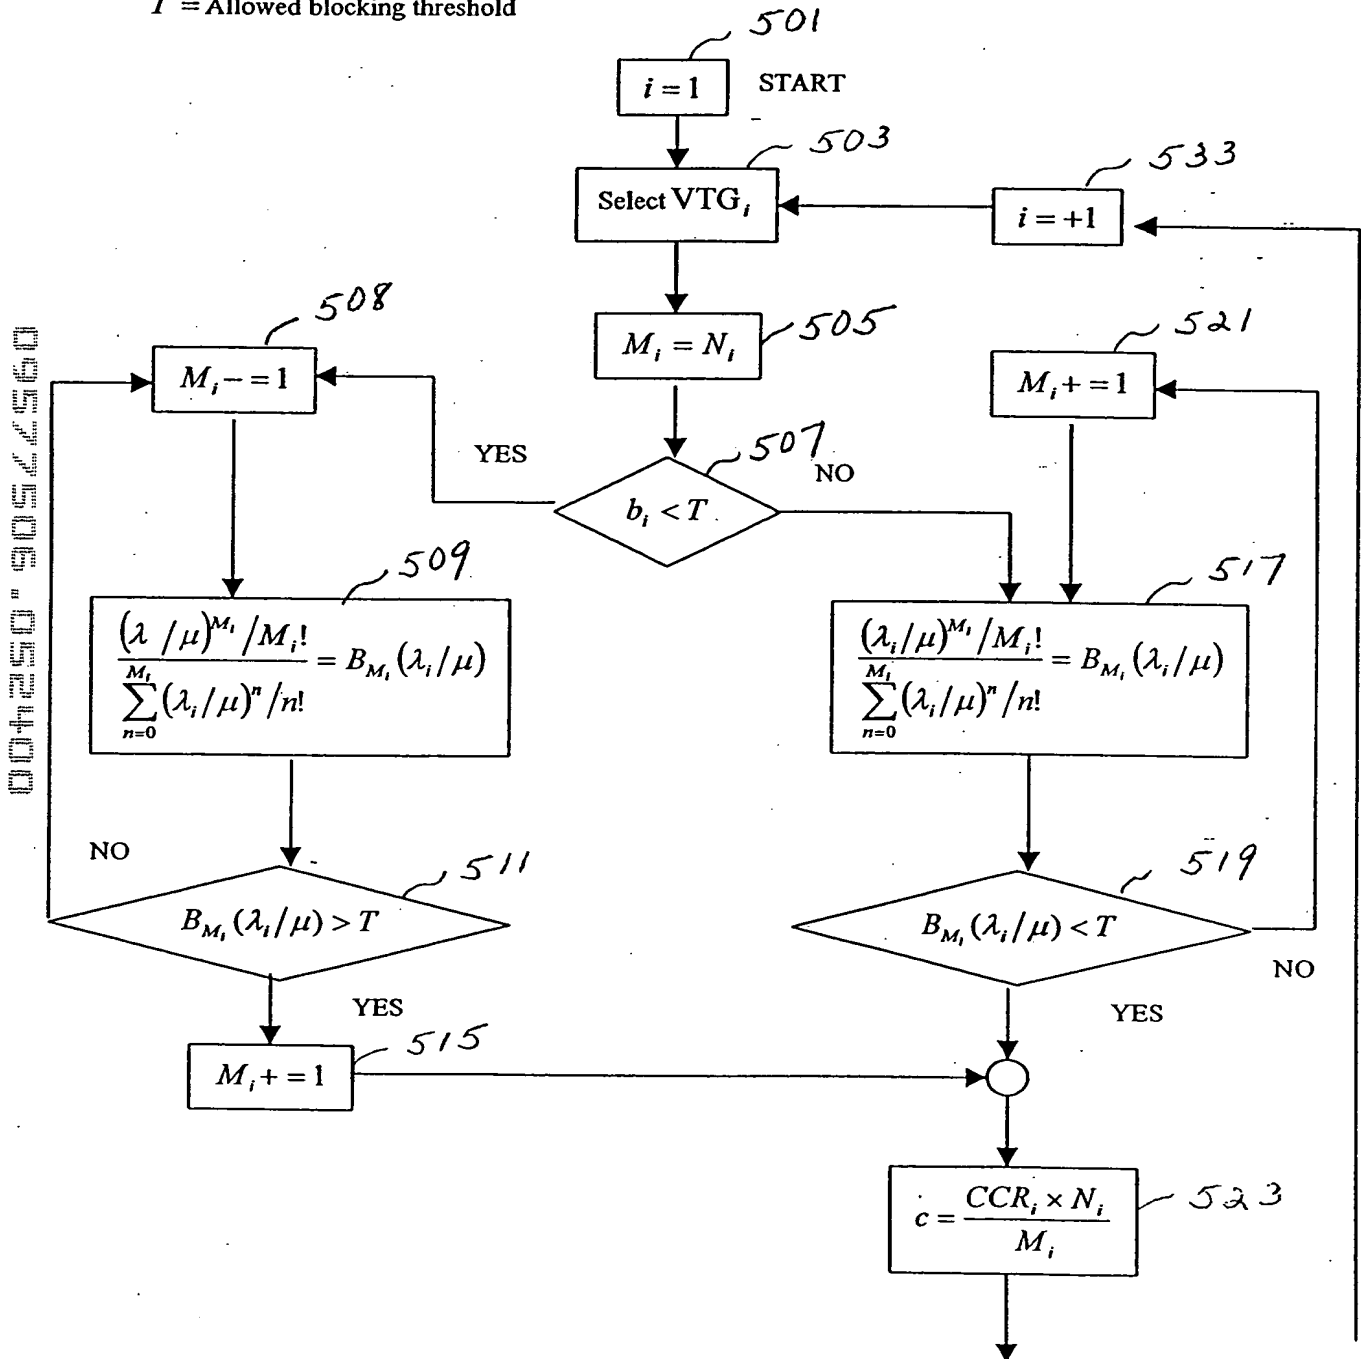 T = Allowed blocking threshold
501
i = 1 START
503
Select VTG_i
533
i = +1
508
M_i - = 1
505
M_i = N_i
521
M_i + = 1
YES
507
NO
b_i < T
509
(λ /μ)^{M_i} / M_i! / ∑_{n=0}^{M_i} (λ_i/μ)^n / n! = B_{M_i}(λ_i/μ)
517
(λ_i/μ)^{M_i} / M_i! / ∑_{n=0}^{M_i} (λ_i/μ)^n / n! = B_{M_i}(λ_i/μ)
NO
511
B_{M_i}(λ_i/μ) > T
519
B_{M_i}(λ_i/μ) < T
NO
YES
YES
515
M_i + = 1
523
c = CCR_i × N_i / M_i
09577506.052400